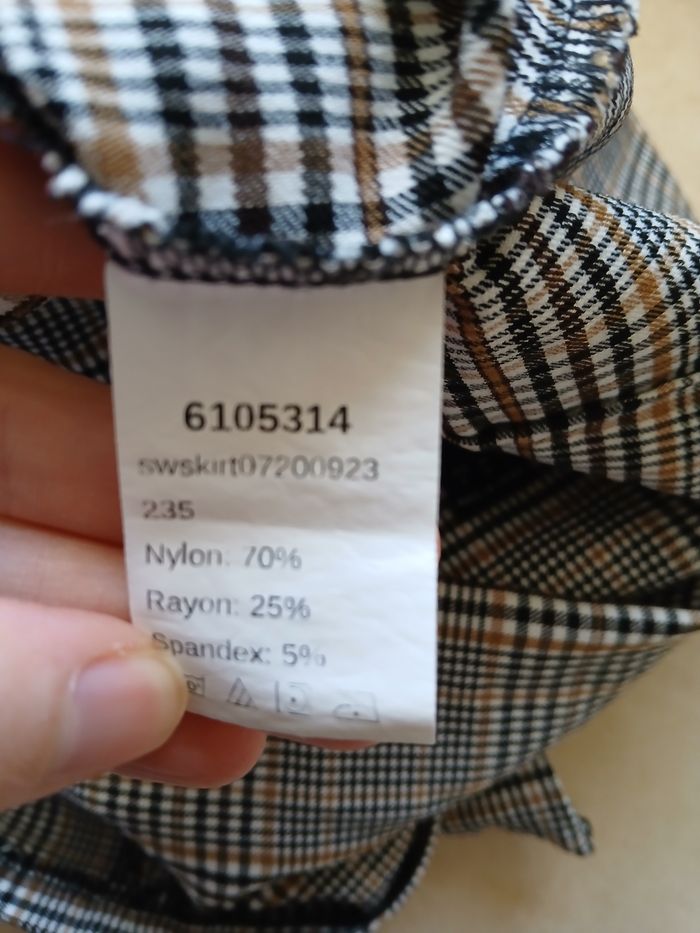 6105314
swskirt07200923
235
Nylon: 70%
Rayon: 25%
Spandex: 5%